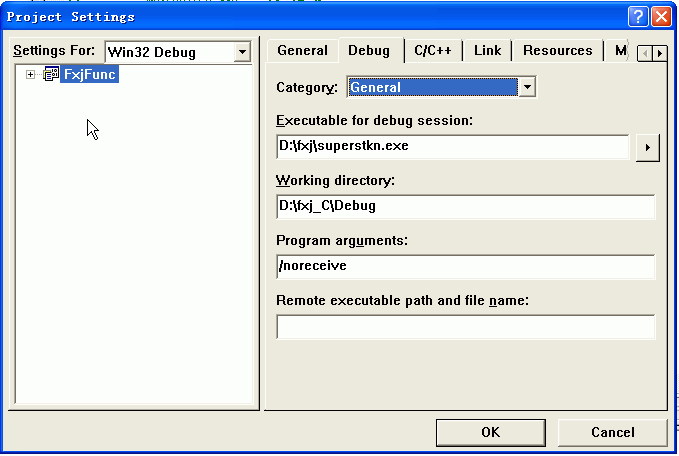 Project Settings
Settings For: Win32 Debug
FxjFunc
General Debug C/C++ Link Resources M
Category: General
Executable for debug session:
D:\fxj\superstkn.exe
Working directory:
D:\fxj_C\Debug
Program arguments:
/noreceive
Remote executable path and file name:
OK Cancel